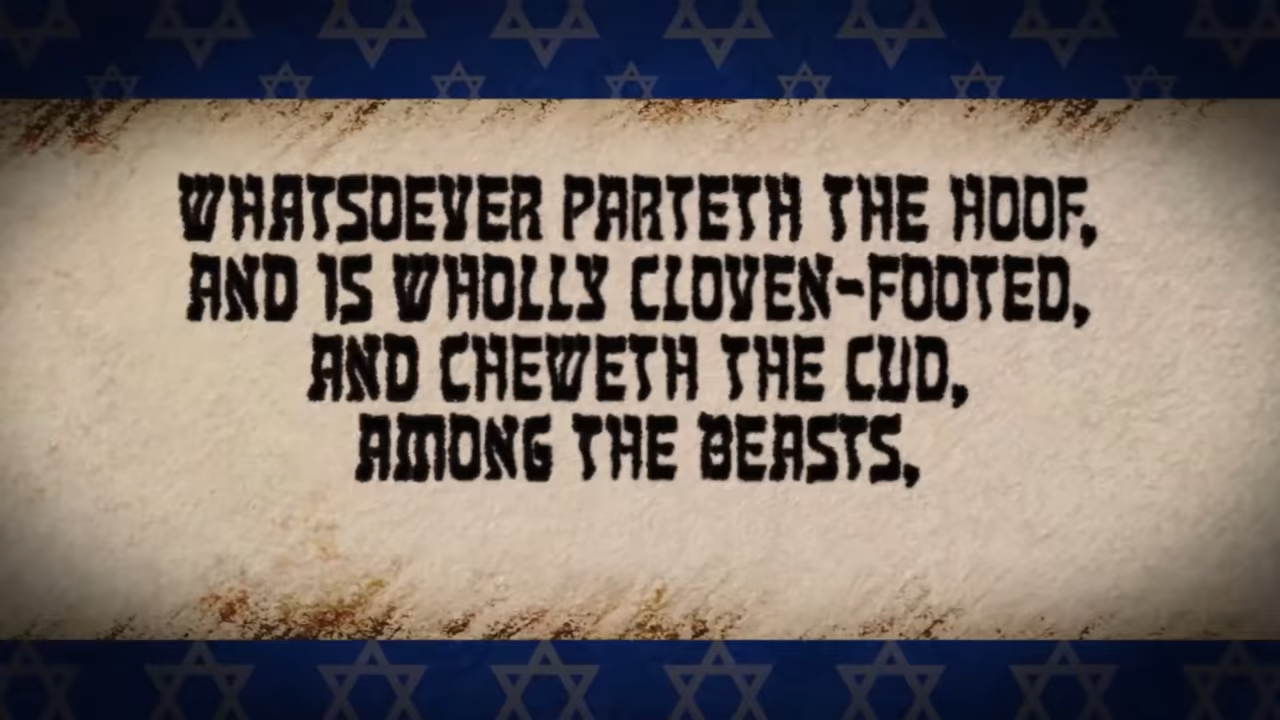 WHATSOEVER PARTETH THE HOOF,
AND IS WHOLLY CLOVEN-FOOTED,
AND CHEWETH THE CUD,
AMONG THE BEASTS,